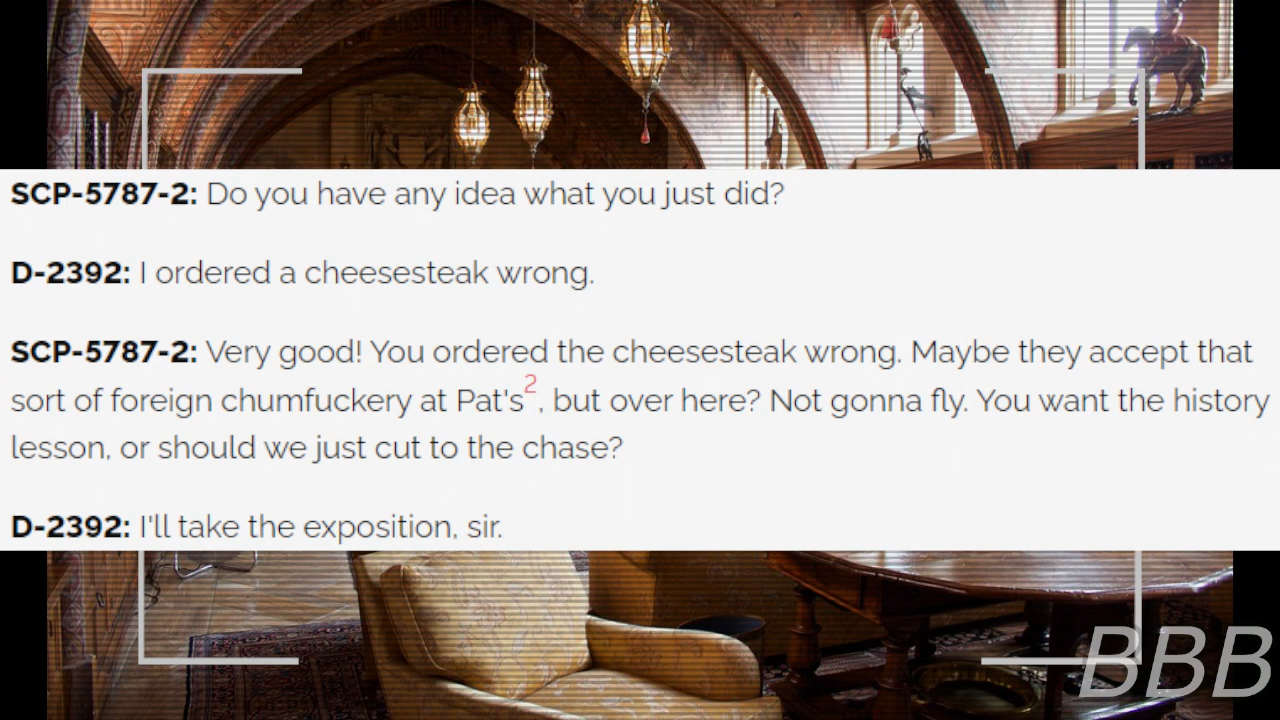 SCP-5787-2: Do you have any idea what you just did?
D-2392: I ordered a cheesesteak wrong.
SCP-5787-2: Very good! You ordered the cheesesteak wrong. Maybe they accept that
sort of foreign chumfuckery at Pat's2, but over here? Not gonna fly. You want the history
lesson, or should we just cut to the chase?
D-2392: I'll take the exposition, sir.
BBB